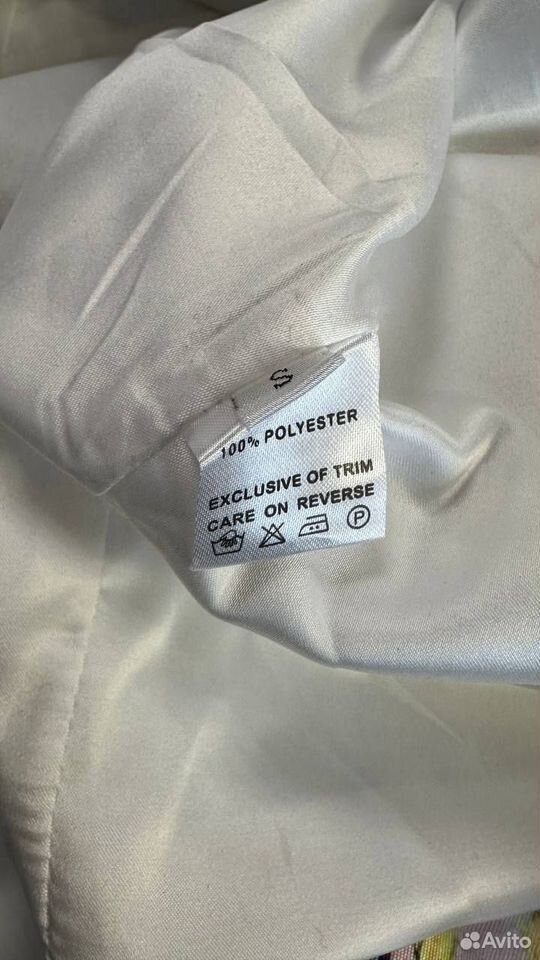 S
100% POLYESTER
EXCLUSIVE OF TRIM
CARE ON REVERSE
P
Avito